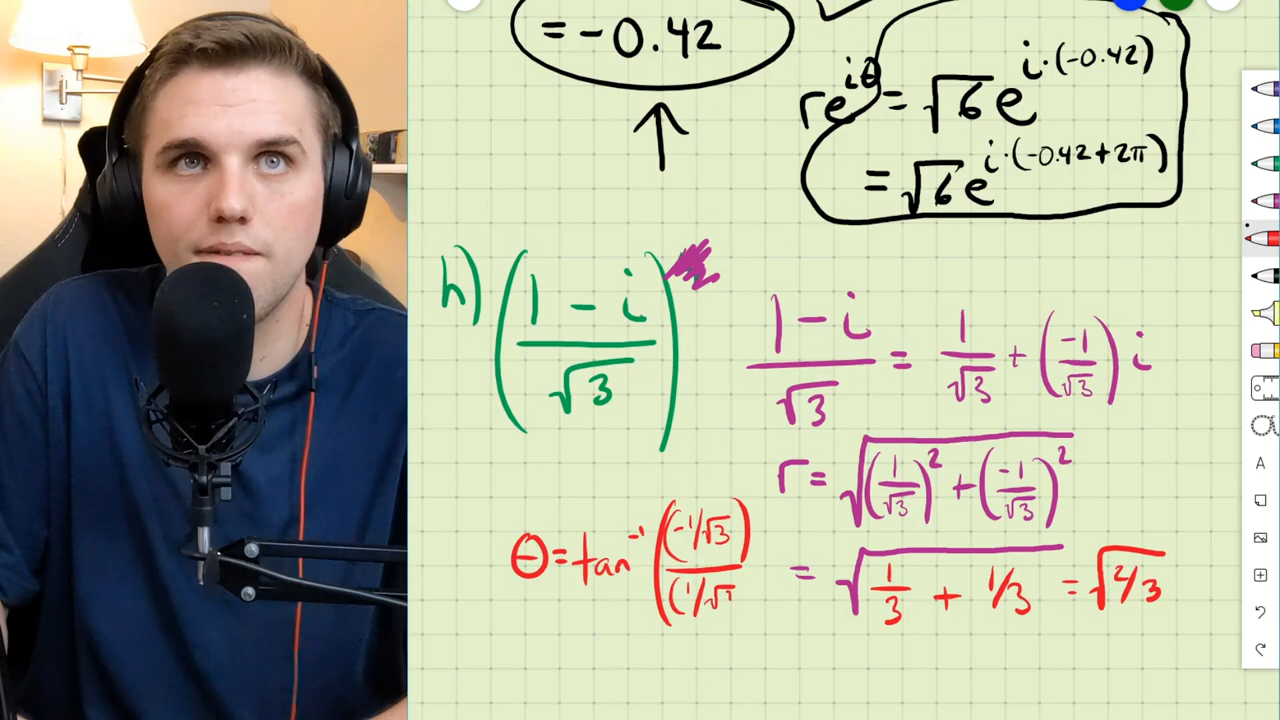 = -0.42
re^{iθ} = √6 e^{i·(-0.42)}
= √6 e^{i·(-0.42+2π)}
h) (1 - i / √3)
1 - i / √3 = 1/√3 + (-1/√3) i
r = √((1/√3)^2 + (-1/√3)^2)
= √(1/3 + 1/3) = √2/3
θ = tan^{-1} ((-1/√3) / (1/√3
A